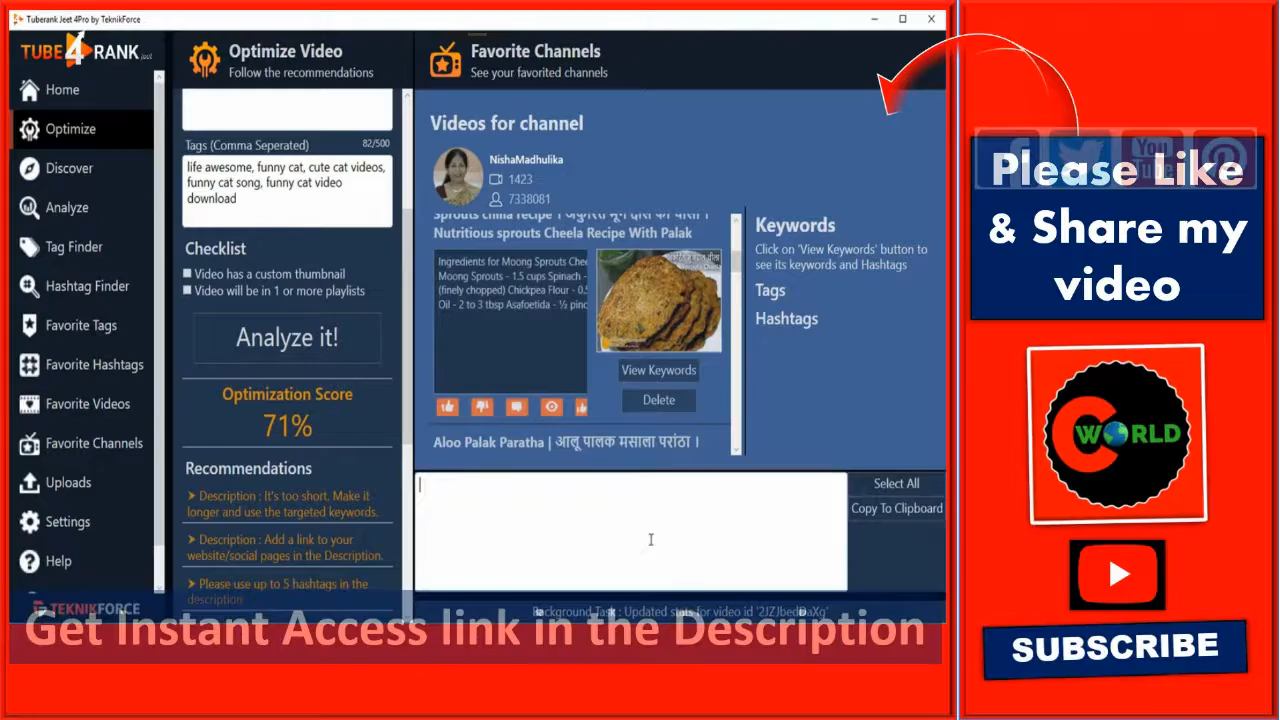 Tuberank Jeet 4Pro by TeknikForce
TUBE 4 RANK jeet
Home
Optimize
Discover
Analyze
Tag Finder
Hashtag Finder
Favorite Tags
Favorite Hashtags
Favorite Videos
Favorite Channels
Uploads
Settings
Help
TEKNIKFORCE
Optimize Video
Follow the recommendations
Tags (Comma Seperated) 82/500
life awesome, funny cat, cute cat videos,
funny cat song, funny cat video
download
Checklist
Video has a custom thumbnail
Video will be in 1 or more playlists
Analyze it!
Optimization Score
71%
Recommendations
Description : It's too short. Make it
longer and use the targeted keywords.
Description : Add a link to your
website/social pages in the Description.
Please use up to 5 hashtags in the
description
Favorite Channels
See your favorited channels
Videos for channel
NishaMadhulika
1423
7338081
Sprouts chilla recipe । अंकुरित मूंग दाल का चीला ।
Nutritious sprouts Cheela Recipe With Palak
Ingredients for Moong Sprouts Chee
Moong Sprouts - 1.5 cups Spinach -
(finely chopped) Chickpea Flour - 0.5
Oil - 2 to 3 tbsp Asafoetida - ½ pinc
View Keywords
Delete
Aloo Palak Paratha | आलू पालक मसाला परांठा ।
Keywords
Click on 'View Keywords' button to
see its keywords and Hashtags
Tags
Hashtags
Select All
Copy To Clipboard
Get Instant Access link in the Description
Please Like
& Share my
video
C WORLD
SUBSCRIBE